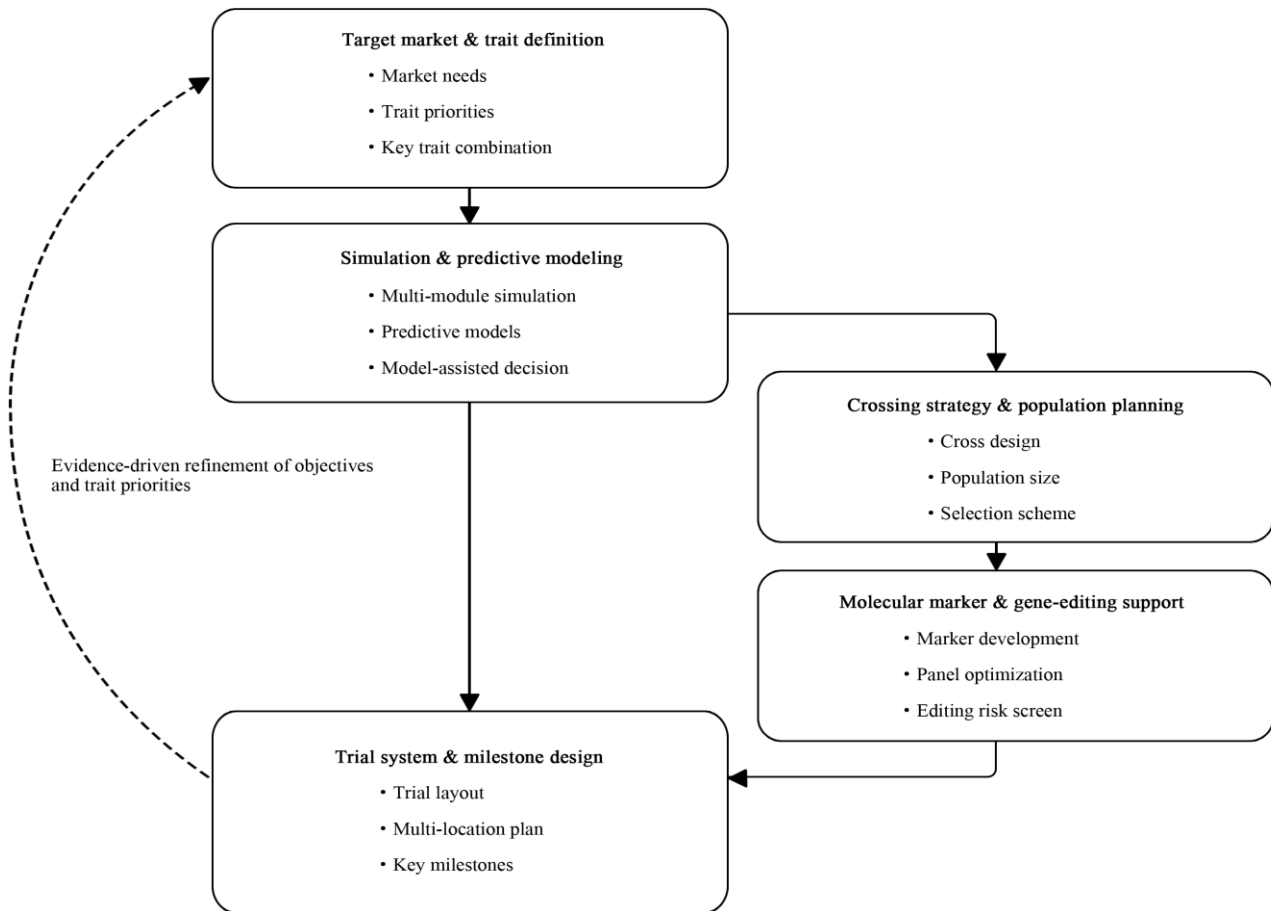 Target market & trait definition
• Market needs
• Trait priorities
• Key trait combination
Simulation & predictive modeling
• Multi-module simulation
• Predictive models
• Model-assisted decision
Crossing strategy & population planning
• Cross design
• Population size
• Selection scheme
Evidence-driven refinement of objectives
and trait priorities
Molecular marker & gene-editing support
• Marker development
• Panel optimization
• Editing risk screen
Trial system & milestone design
• Trial layout
• Multi-location plan
• Key milestones